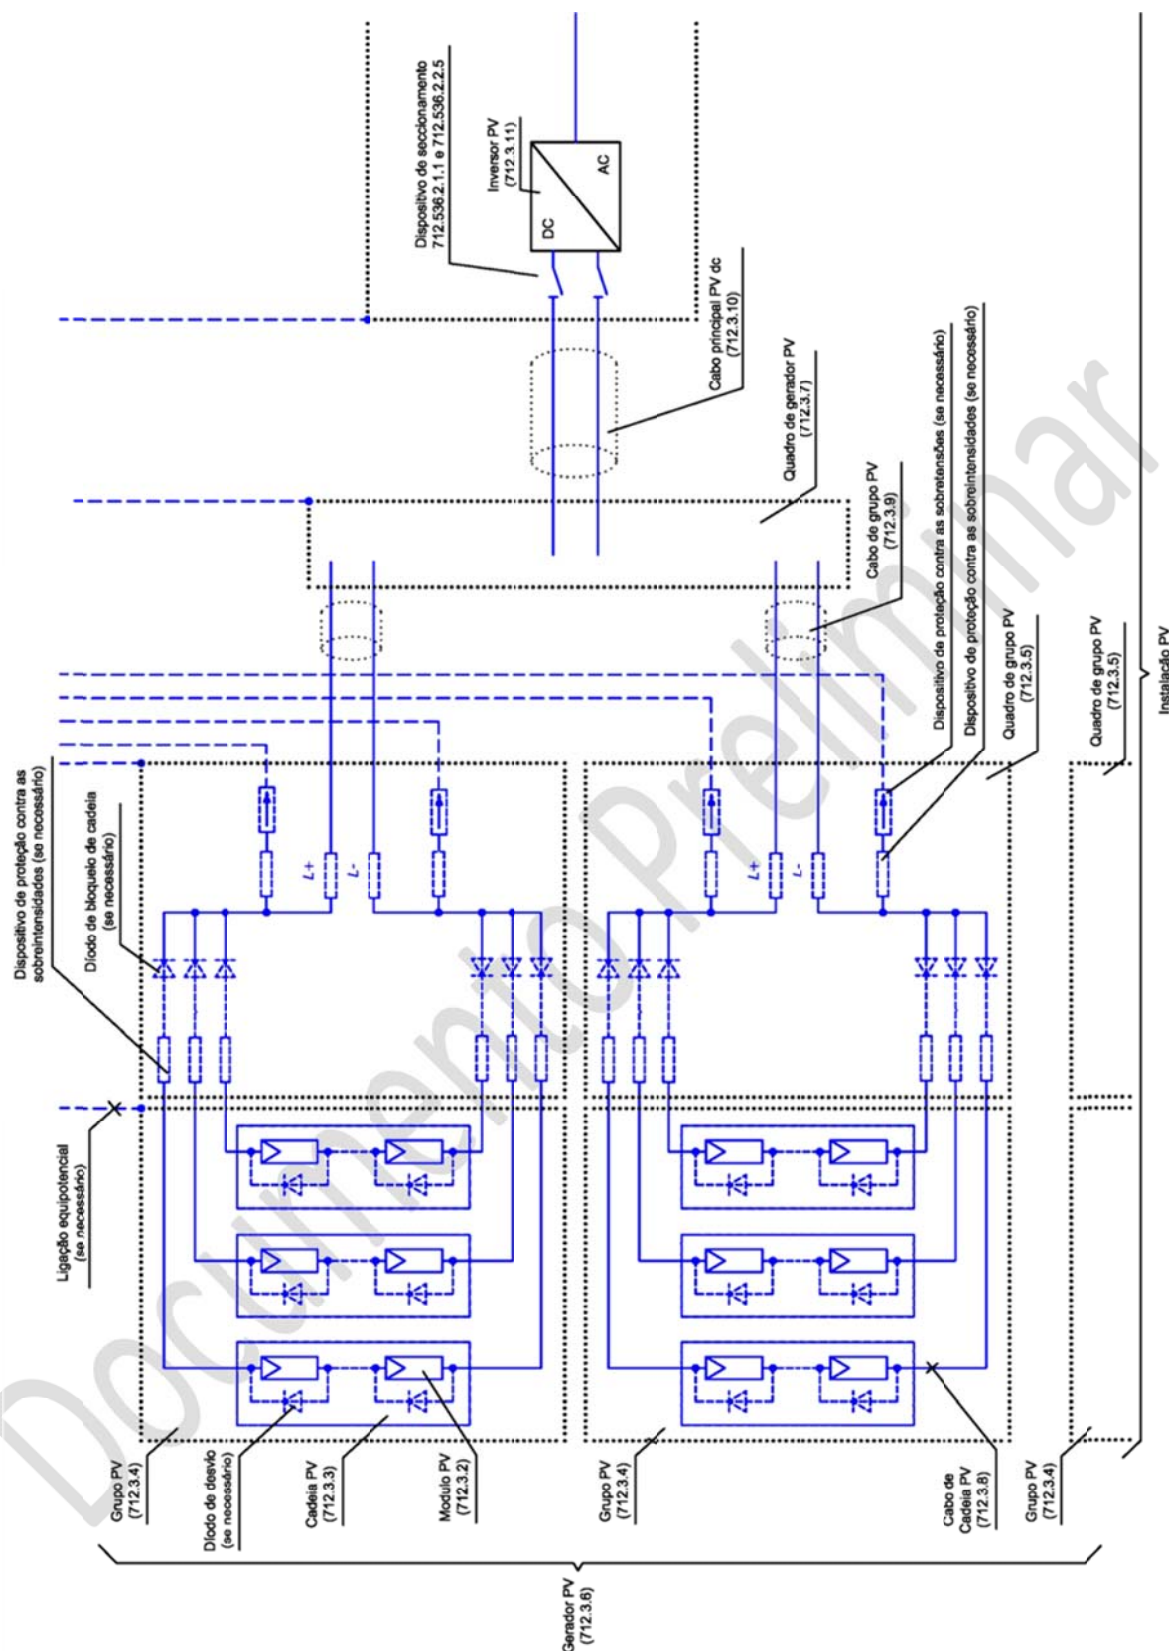 Dispositivo de proteção contra as
sobreintensidades (se necessário)
Díodo de bloqueio de cadeia
(se necessário)
Ligação equipotencial
(se necessário)
Dispositivo de seccionamento
712.536.2.1.1 e 712.536.2.2.5
Inversor PV
(712.3.11)
DC
AC
Cabo principal PV dc
(712.3.10)
Quadro de gerador PV
(712.3.7)
Cabo de grupo PV
(712.3.9)
Dispositivo de proteção contra as sobretensões (se necessário)
Dispositivo de proteção contra as sobreintensidades (se necessário)
Quadro de grupo PV
(712.3.5)
Quadro de grupo PV
(712.3.5)
Instalação PV
L+
L-
L+
L-
Grupo PV
(712.3.4)
Díodo de desvio
(se necessário)
Cadeia PV
(712.3.3)
Modulo PV
(712.3.2)
Grupo PV
(712.3.4)
Cabo de
Cadeia PV
(712.3.8)
Grupo PV
(712.3.4)
Gerador PV
(712.3.6)
Documento Preliminar